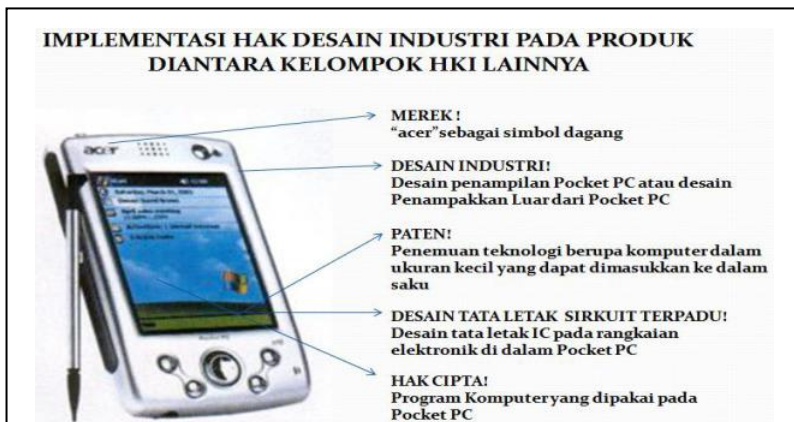 IMPLEMENTASI HAK DESAIN INDUSTRI PADA PRODUK
DIANTARA KELOMPOK HKI LAINNYA
MEREK !
"acer"sebagai simbol dagang
DESAIN INDUSTRI!
Desain penampilan Pocket PC atau desain
Penampakkan Luar dari Pocket PC
PATEN!
Penemuan teknologi berupa komputer dalam
ukuran kecil yang dapat dimasukkan ke dalam
saku
DESAIN TATA LETAK SIRKUIT TERPADU!
Desain tata letak IC pada rangkaian
elektronik di dalam Pocket PC
HAK CIPTA!
Program Komputer yang dipakai pada
Pocket PC
acer